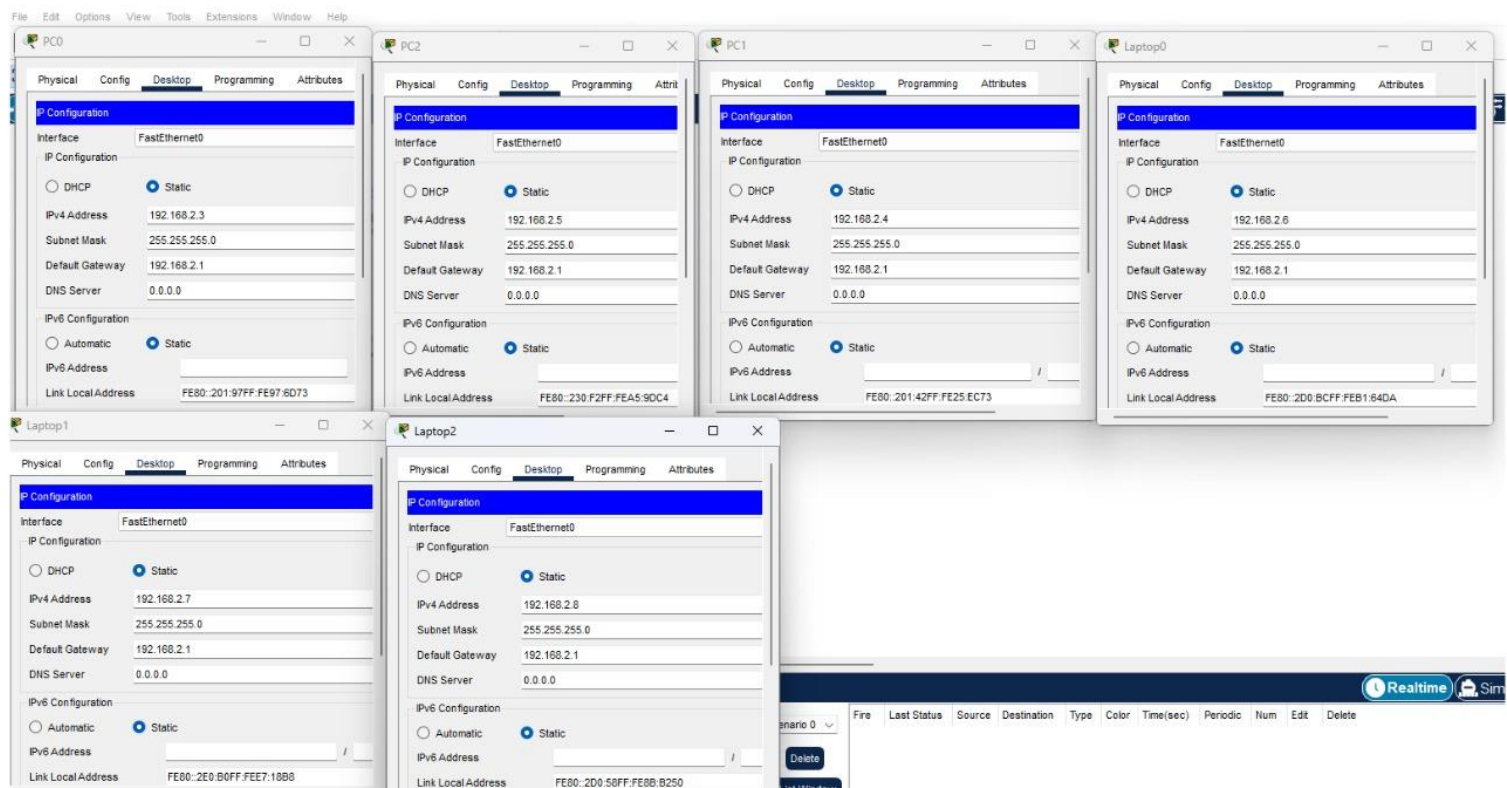 File Edit Options View Tools Extensions Window Help
PC0
Physical Config Desktop Programming Attributes
IP Configuration
Interface FastEthernet0
IP Configuration
DHCP Static
IPv4 Address 192.168.2.3
Subnet Mask 255.255.255.0
Default Gateway 192.168.2.1
DNS Server 0.0.0.0
IPv6 Configuration
Automatic Static
IPv6 Address
Link Local Address FE80::201:97FF:FE97:6D73
PC2
Physical Config Desktop Programming
IP Configuration
Interface FastEthernet0
IP Configuration
DHCP Static
IPv4 Address 192.168.2.5
Subnet Mask 255.255.255.0
Default Gateway 192.168.2.1
DNS Server 0.0.0.0
IPv6 Configuration
Automatic Static
IPv6 Address
Link Local Address FE80::230:F2FF:FEA5:9DC4
PC1
Physical Config Desktop Programming Attributes
IP Configuration
Interface FastEthernet0
IP Configuration
DHCP Static
IPv4 Address 192.168.2.4
Subnet Mask 255.255.255.0
Default Gateway 192.168.2.1
DNS Server 0.0.0.0
IPv6 Configuration
Automatic Static
IPv6 Address /
Link Local Address FE80::201:42FF:FE25:EC73
Laptop0
Physical Config Desktop Programming Attributes
IP Configuration
Interface FastEthernet0
IP Configuration
DHCP Static
IPv4 Address 192.168.2.6
Subnet Mask 255.255.255.0
Default Gateway 192.168.2.1
DNS Server 0.0.0.0
IPv6 Configuration
Automatic Static
IPv6 Address /
Link Local Address FE80::2D0:BCFF:FEB1:64DA
Laptop1
Physical Config Desktop Programming Attributes
IP Configuration
Interface FastEthernet0
IP Configuration
DHCP Static
IPv4 Address 192.168.2.7
Subnet Mask 255.255.255.0
Default Gateway 192.168.2.1
DNS Server 0.0.0.0
IPv6 Configuration
Automatic Static
IPv6 Address /
Link Local Address FE80::2E0:B0FF:FEE7:18B8
Laptop2
Physical Config Desktop Programming Attributes
IP Configuration
Interface FastEthernet0
IP Configuration
DHCP Static
IPv4 Address 192.168.2.8
Subnet Mask 255.255.255.0
Default Gateway 192.168.2.1
DNS Server 0.0.0.0
IPv6 Configuration
Automatic Static
IPv6 Address /
Link Local Address FE80::2D0:58FF:FE8B:B250
Realtime Sim
enario 0 Fire Last Status Source Destination Type Color Time(sec) Periodic Num Edit Delete
Delete